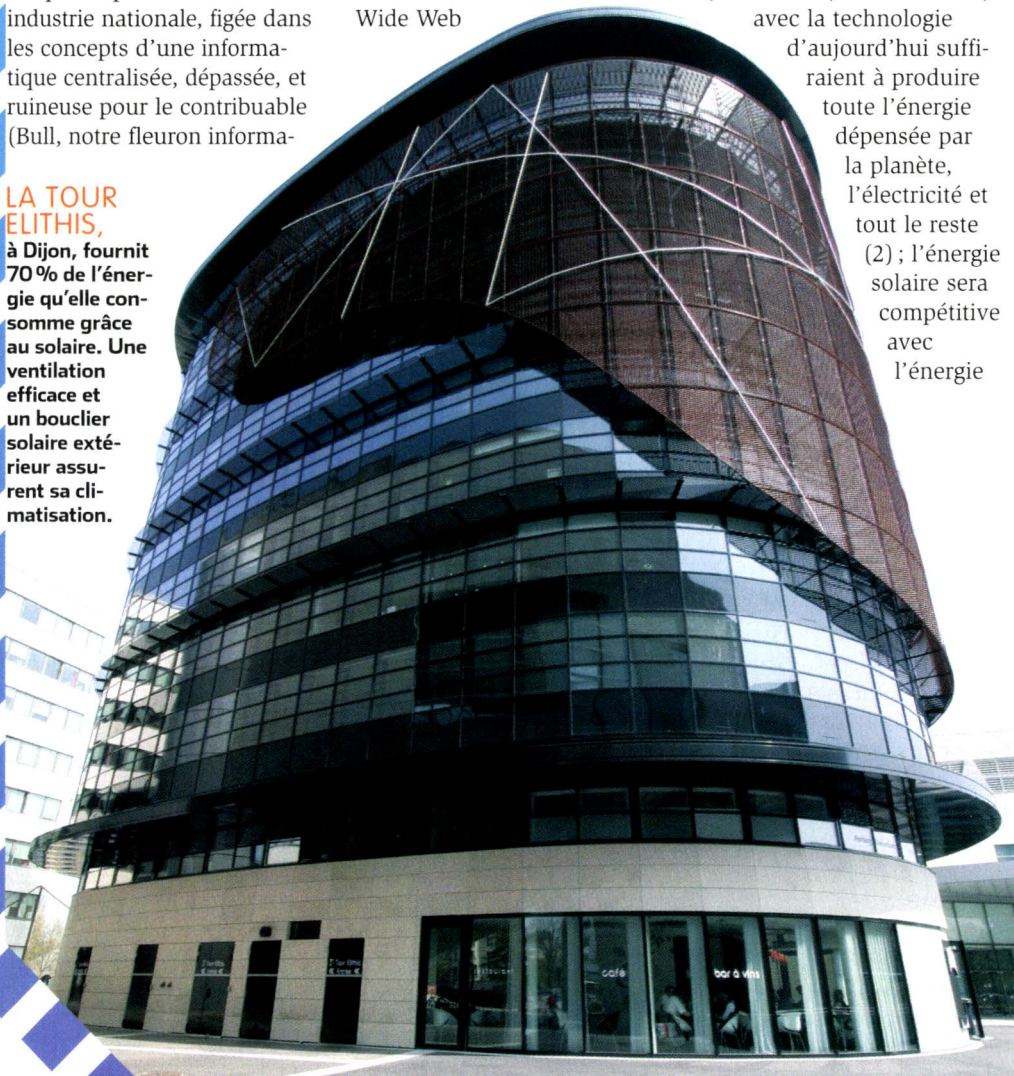 industrie nationale, figée dans
les concepts d'une informa-
tique centralisée, dépassée, et
ruineuse pour le contribuable
(Bull, notre fleuron informa-
LA TOUR
ELITHIS,
à Dijon, fournit
70 % de l'éner-
gie qu'elle con-
somme grâce
au solaire. Une
ventilation
efficace et
un bouclier
solaire exté-
rieur assu-
rent sa cli-
matisation.
Wide Web
avec la technologie
d'aujourd'hui suffi-
raient à produire
toute l'énergie
dépensée par
la planète,
l'électricité et
tout le reste
(2) ; l'énergie
solaire sera
compétitive
avec
l'énergie
restaurant
café
bar à vins